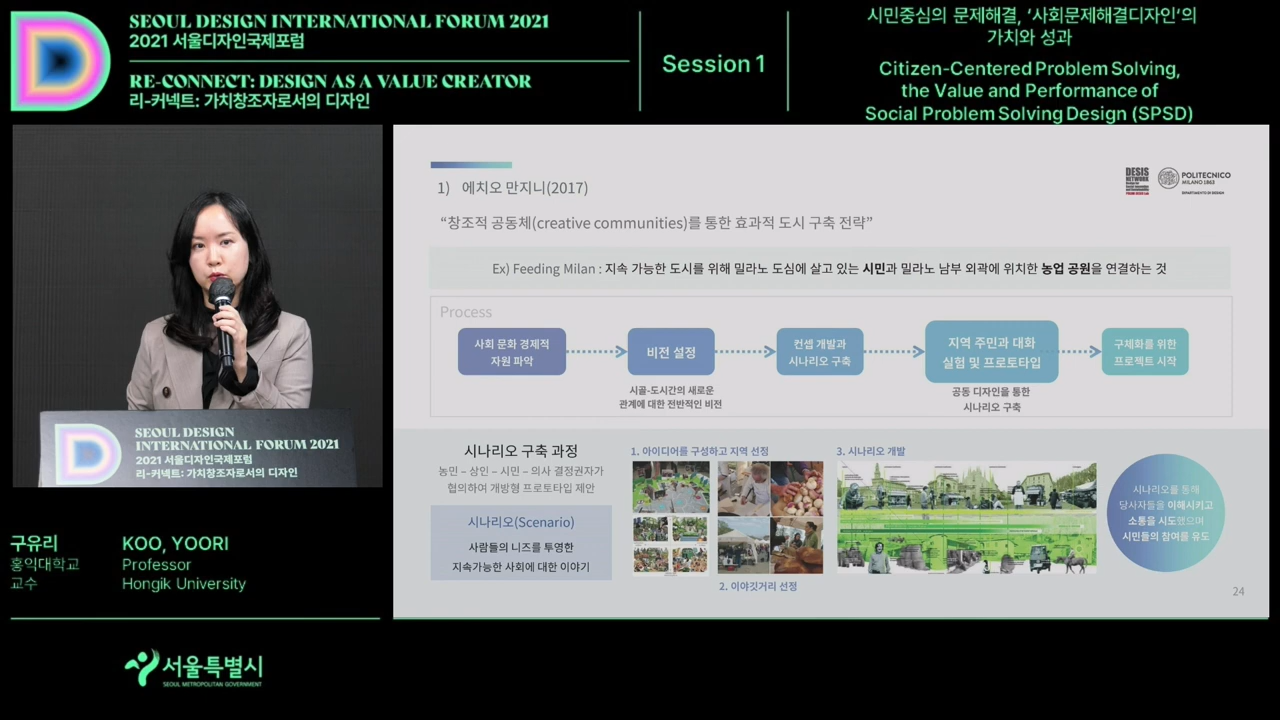 SEOUL DESIGN INTERNATIONAL FORUM 2021
2021 서울디자인국제포럼
RE-CONNECT: DESIGN AS A VALUE CREATOR
리-커넥트: 가치창조자로서의 디자인
Session 1
시민중심의 문제해결, ‘사회문제해결디자인‘의
가치와 성과
Citizen-Centered Problem Solving,
the Value and Performance of
Social Problem Solving Design (SPSD)
SEOUL DESIGN
INTERNATIONAL FORUM 2021
2021 서울디자인국제포럼
리-커넥트: 가치창조자로서의 디자인
구유리
홍익대학교
교수
KOO, YOORI
Professor
Hongik University
서울특별시
SEOUL METROPOLITAN GOVERNMENT
1) 에치오 만지니(2017)
DESIS
NETWORK
POLITECNICO
MILANO 1863
DIPARTIMENTO DI DESIGN
“창조적 공동체(creative communities)를 통한 효과적 도시 구축 전략”
Ex) Feeding Milan : 지속 가능한 도시를 위해 밀라노 도심에 살고 있는 시민과 밀라노 남부 외곽에 위치한 농업 공원을 연결하는 것
Process
사회 문화 경제적
자원 파악
비전 설정
시골-도시간의 새로운
관계에 대한 전반적인 비전
컨셉 개발과
시나리오 구축
지역 주민과 대화
실험 및 프로토타입
공동 디자인을 통한
시나리오 구축
구체화를 위한
프로젝트 시작
시나리오 구축 과정
농민 – 상인 – 시민 – 의사 결정권자가
협의하여 개방형 프로토타입 제안
시나리오(Scenario)
사람들의 니즈를 투영한
지속가능한 사회에 대한 이야기
1. 아이디어를 구성하고 지역 선정
2. 이야깃거리 선정
3. 시나리오 개발
시나리오를 통해
당사자들을 이해시키고
소통을 시도했으며
시민들의 참여를 유도
24